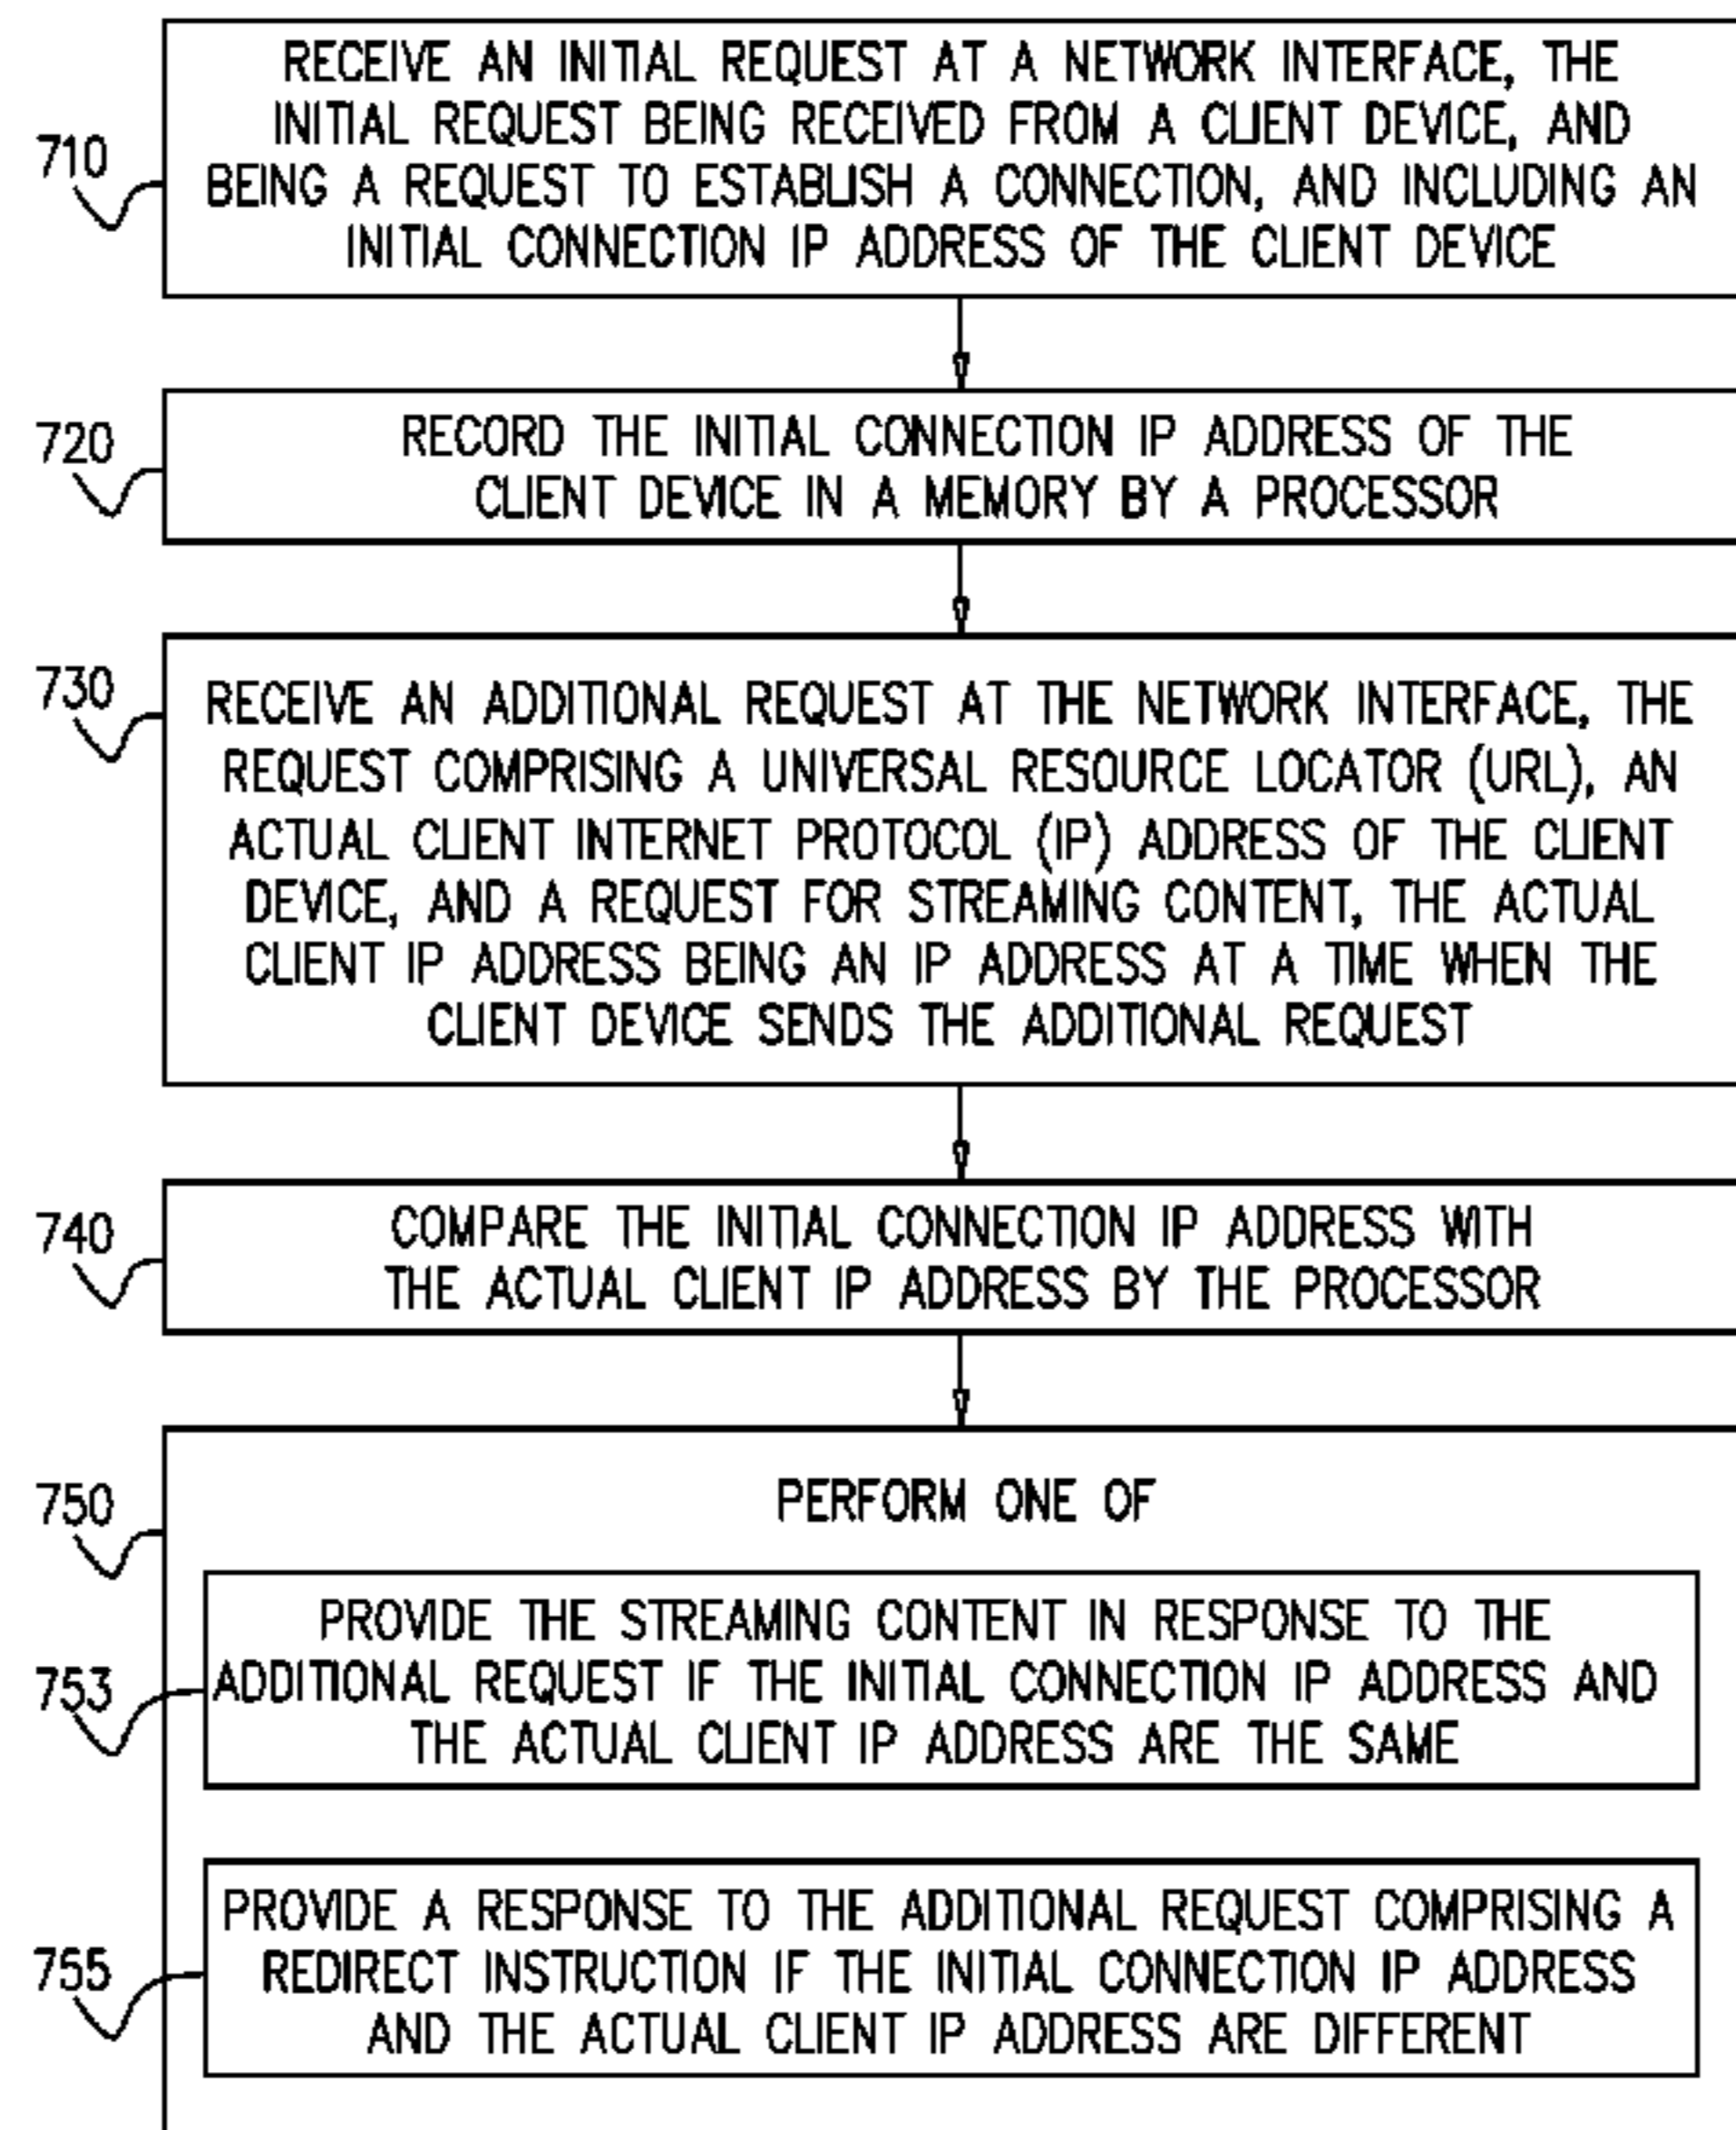 RECEIVE AN INITIAL REQUEST AT A NETWORK INTERFACE, THE
INITIAL REQUEST BEING RECEIVED FROM A CLIENT DEVICE, AND
710
BEING A REQUEST TO ESTABLISH A CONNECTION, AND INCLUDING AN
INITIAL CONNECTION IP ADDRESS OF THE CLIENT DEVICE
720
RECORD THE INITIAL CONNECTION IP ADDRESS OF THE
CLIENT DEVICE IN A MEMORY BY A PROCESSOR
730
RECEIVE AN ADDITIONAL REQUEST AT THE NETWORK INTERFACE, THE
REQUEST COMPRISING A UNIVERSAL RESOURCE LOCATOR (URL), AN
ACTUAL CLIENT INTERNET PROTOCOL (IP) ADDRESS OF THE CLIENT
DEVICE, AND A REQUEST FOR STREAMING CONTENT, THE ACTUAL
CLIENT IP ADDRESS BEING AN IP ADDRESS AT A TIME WHEN THE
CLIENT DEVICE SENDS THE ADDITIONAL REQUEST
740
COMPARE THE INITIAL CONNECTION IP ADDRESS WITH
THE ACTUAL CLIENT IP ADDRESS BY THE PROCESSOR
750
PERFORM ONE OF
PROVIDE THE STREAMING CONTENT IN RESPONSE TO THE
753
ADDITIONAL REQUEST IF THE INITIAL CONNECTION IP ADDRESS AND
THE ACTUAL CLIENT IP ADDRESS ARE THE SAME
PROVIDE A RESPONSE TO THE ADDITIONAL REQUEST COMPRISING A
755
REDIRECT INSTRUCTION IF THE INITIAL CONNECTION IP ADDRESS
AND THE ACTUAL CLIENT IP ADDRESS ARE DIFFERENT